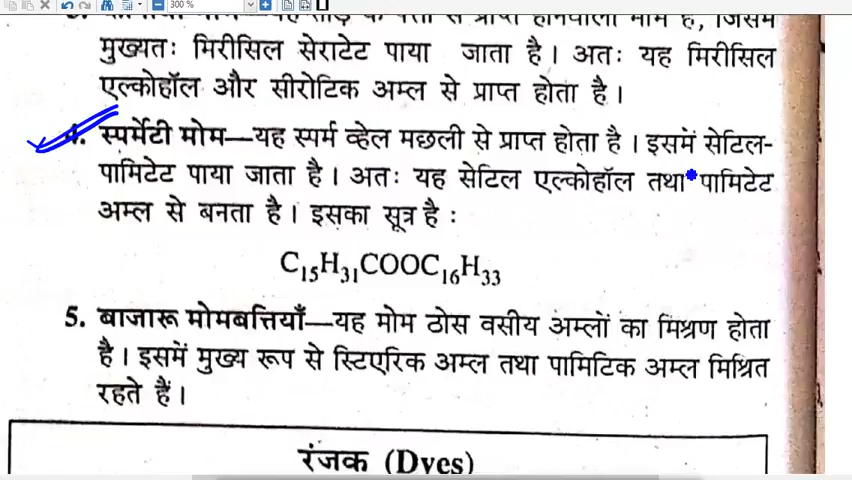 300 %
मुख्यतः मिरीसिल सेराटेट पाया जाता है। अतः यह मिरीसिल
एल्कोहॉल और सीरोटिक अम्ल से प्राप्त होता है।
4. स्पर्मेटी मोम—यह स्पर्म व्हेल मछली से प्राप्त होता है। इसमें सेटिल-
पामिटेट पाया जाता है। अतः यह सेटिल एल्कोहॉल तथा पामिटेट
अम्ल से बनता है। इसका सूत्र है :
C₁₅H₃₁COOC₁₆H₃₃
5. बाजारू मोमबत्तियाँ—यह मोम ठोस वसीय अम्लों का मिश्रण होता
है। इसमें मुख्य रूप से स्टिएरिक अम्ल तथा पामिटिक अम्ल मिश्रित
रहते हैं।
रंजक (Dyes)